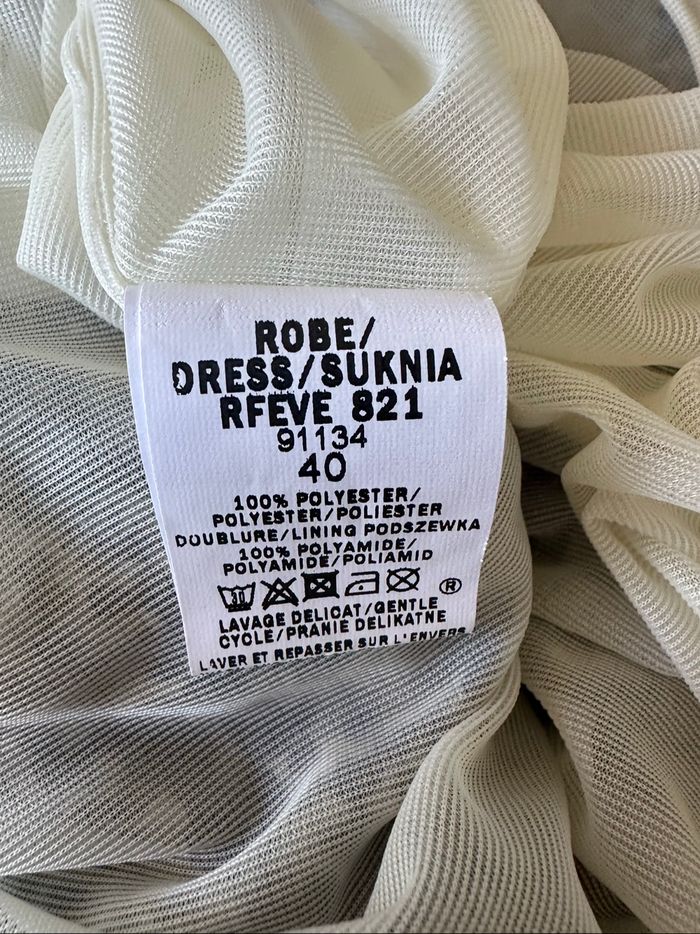 ROBE/
DRESS/SUKNIA
RFEVE 821
91134
40
100% POLYESTER/
POLYESTER/POLIESTER
DOUBLURE/LINING PODSZEWKA
100% POLYAMIDE/
POLYAMIDE/POLIAMID
30 ®
LAVAGE DELICAT/GENTLE
CYCLE/PRANIE DELIKATNE
LAVER ET REPASSER SUR L'ENVERS